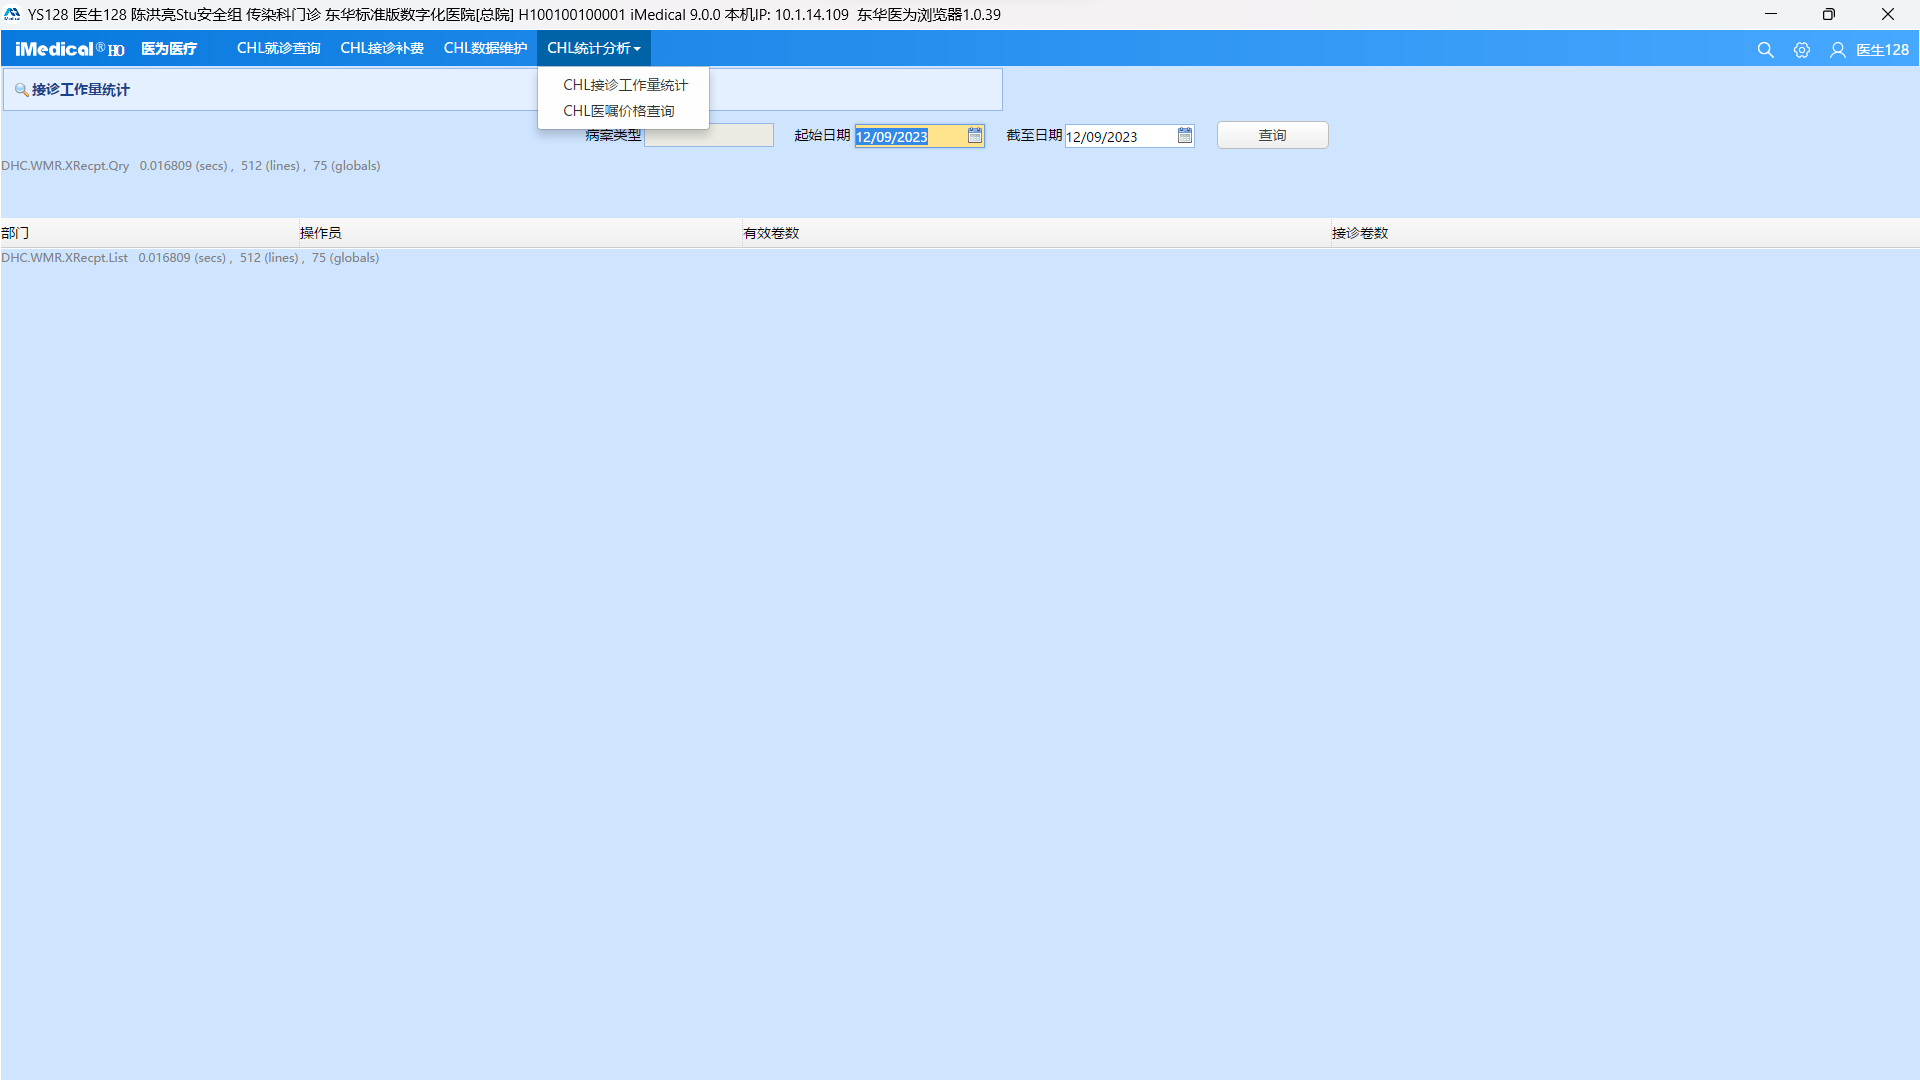 YS128 医生128 陈洪亮Stu安全组 传染科门诊 东华标准版数字化医院[总院] H100100100001 iMedical 9.0.0 本机IP: 10.1.14.109 东华医为浏览器1.0.39
iMedical® HO 医为医疗 CHL就诊查询 CHL接诊补费 CHL数据维护 CHL统计分析 医生128
接诊工作量统计
CHL接诊工作量统计
CHL医嘱价格查询
病案类型 起始日期 12/09/2023 截至日期 12/09/2023 查询
DHC.WMR.XRecpt.Qry 0.016809 (secs) , 512 (lines) , 75 (globals)
部门 操作员 有效卷数 接诊卷数
DHC.WMR.XRecpt.List 0.016809 (secs) , 512 (lines) , 75 (globals)